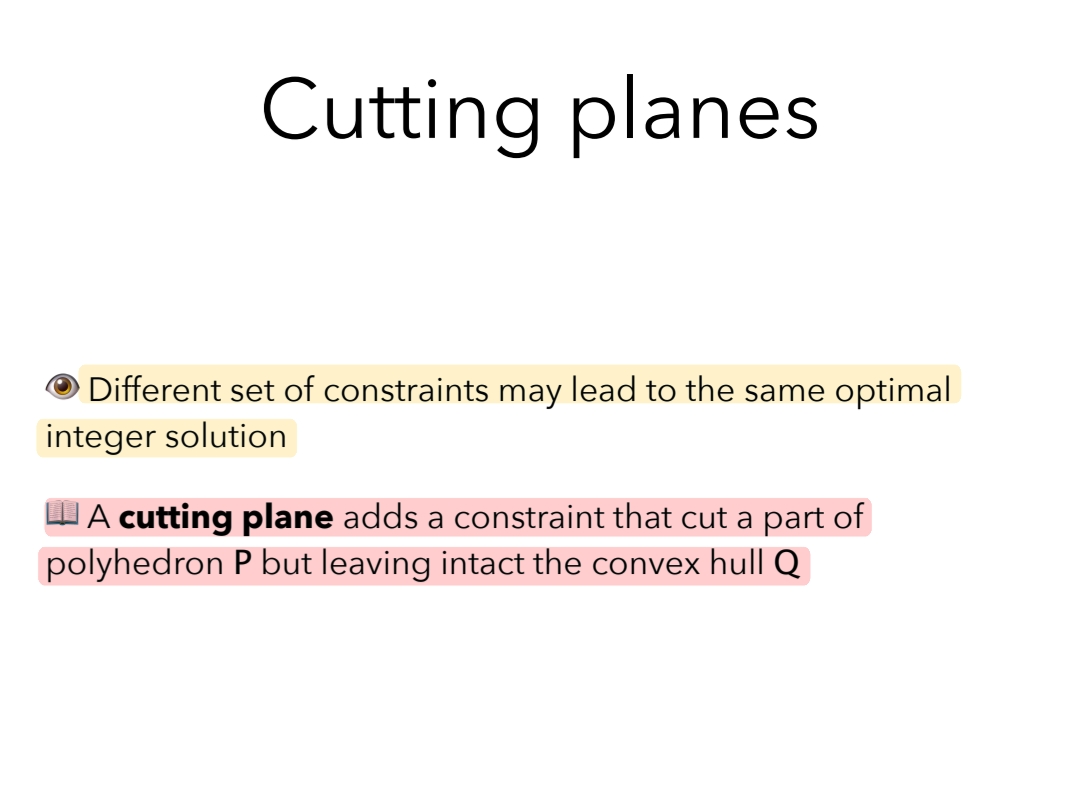 Cutting planes
👁 Different set of constraints may lead to the same optimal
integer solution
📖 A cutting plane adds a constraint that cut a part of
polyhedron P but leaving intact the convex hull Q